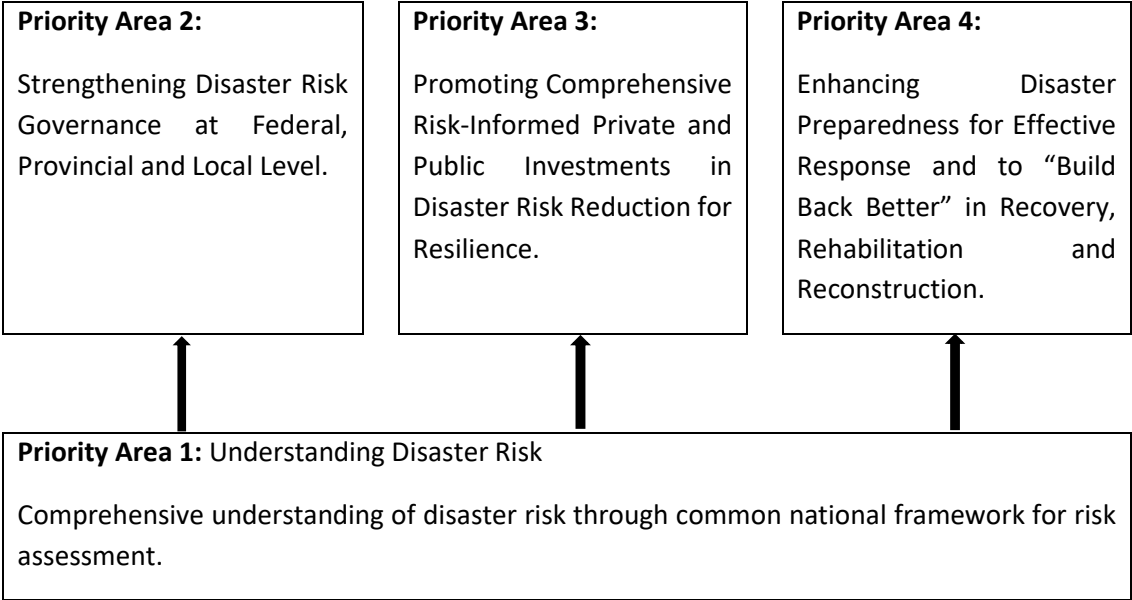 Priority Area 2:
Strengthening Disaster Risk
Governance at Federal,
Provincial and Local Level.
Priority Area 3:
Promoting Comprehensive
Risk-Informed Private and
Public Investments in
Disaster Risk Reduction for
Resilience.
Priority Area 4:
Enhancing Disaster
Preparedness for Effective
Response and to “Build
Back Better” in Recovery,
Rehabilitation and
Reconstruction.
Priority Area 1: Understanding Disaster Risk
Comprehensive understanding of disaster risk through common national framework for risk
assessment.